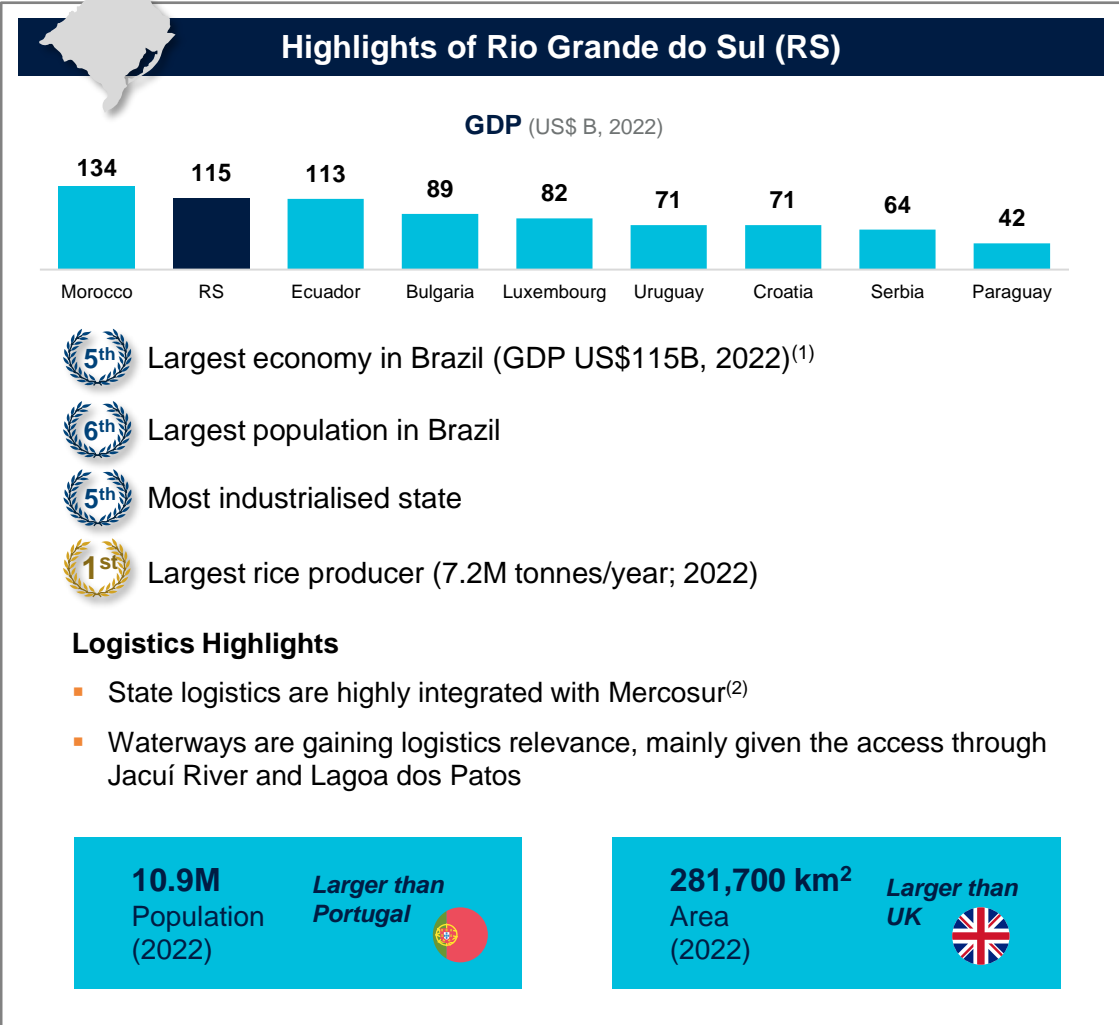 Highlights of Rio Grande do Sul (RS)
GDP (US$ B, 2022)
134 115 113 89 82 71 71 64 42
Morocco RS Ecuador Bulgaria Luxembourg Uruguay Croatia Serbia Paraguay
5th Largest economy in Brazil (GDP US$115B, 2022)(1)
6th Largest population in Brazil
5th Most industrialised state
1st Largest rice producer (7.2M tonnes/year; 2022)
Logistics Highlights
▪ State logistics are highly integrated with Mercosur(2)
▪ Waterways are gaining logistics relevance, mainly given the access through
Jacuí River and Lagoa dos Patos
10.9M
Population
(2022)
Larger than
Portugal
281,700 km²
Area
(2022)
Larger than
UK